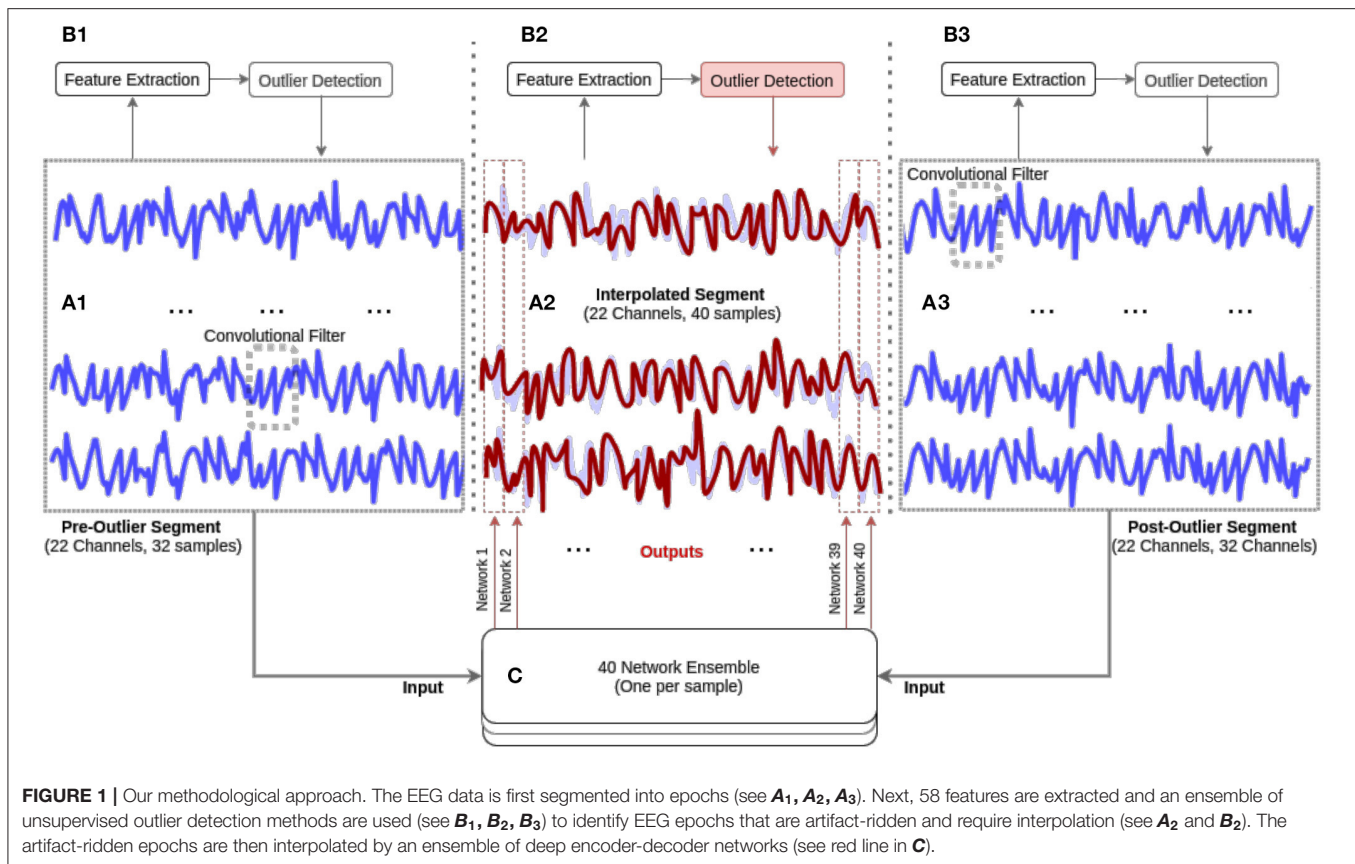 B1
B2
B3
Feature Extraction
Outlier Detection
Feature Extraction
Outlier Detection
Feature Extraction
Outlier Detection
Convolutional Filter
A1
...
...
...
Convolutional Filter
A2
Interpolated Segment
(22 Channels, 40 samples)
A3
...
...
...
Pre-Outlier Segment
(22 Channels, 32 samples)
Post-Outlier Segment
(22 Channels, 32 Channels)
Network 1
Network 2
...
Outputs
...
Network 39
Network 40
Input
C
40 Network Ensemble
(One per sample)
Input
FIGURE 1 | Our methodological approach. The EEG data is first segmented into epochs (see A1, A2, A3). Next, 58 features are extracted and an ensemble of
unsupervised outlier detection methods are used (see B1, B2, B3) to identify EEG epochs that are artifact-ridden and require interpolation (see A2 and B2). The
artifact-ridden epochs are then interpolated by an ensemble of deep encoder-decoder networks (see red line in C).